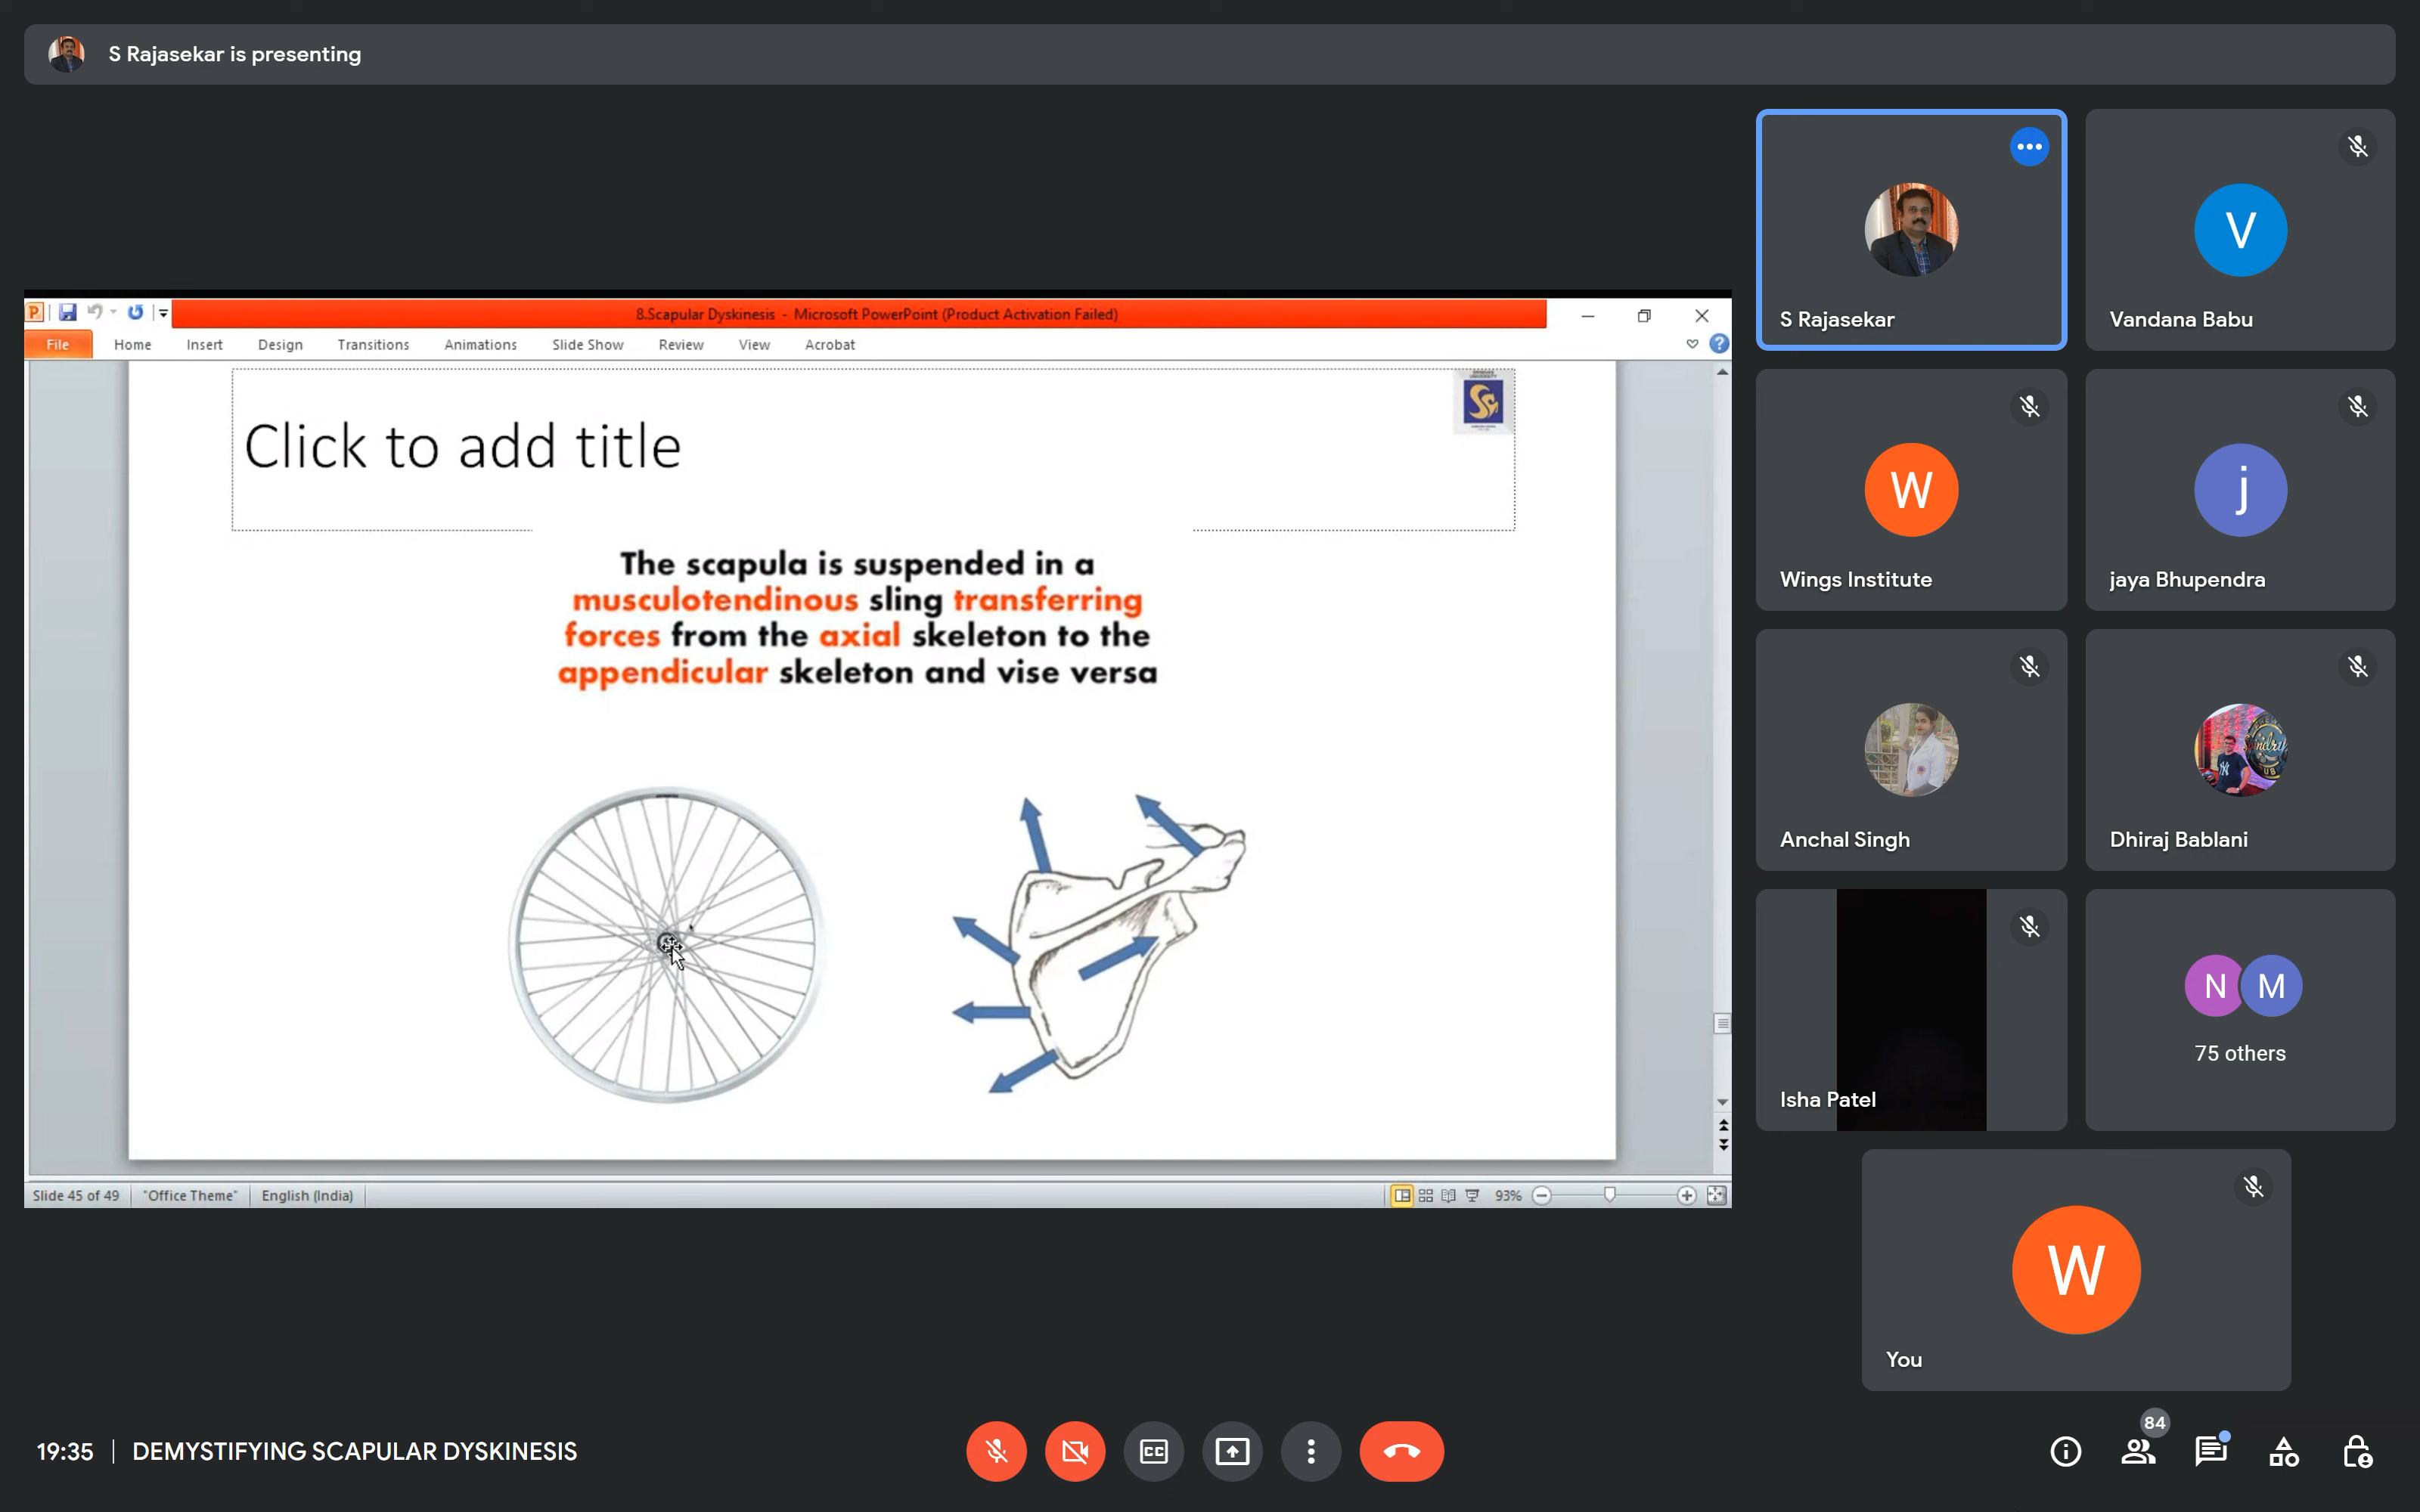 S Rajasekar is presenting
8.Scapular Dyskinesis - Microsoft PowerPoint (Product Activation Failed)
File Home Insert Design Transitions Animations Slide Show Review View Acrobat
Click to add title
The scapula is suspended in a
musculotendinous sling transferring
forces from the axial skeleton to the
appendicular skeleton and vise versa
Slide 45 of 49 "Office Theme" English (India) 93%
S Rajasekar
V
Vandana Babu
W
Wings Institute
j
jaya Bhupendra
Anchal Singh
Dhiraj Bablani
Isha Patel
N M
75 others
W
You
19:35 | DEMYSTIFYING SCAPULAR DYSKINESIS
CC
84